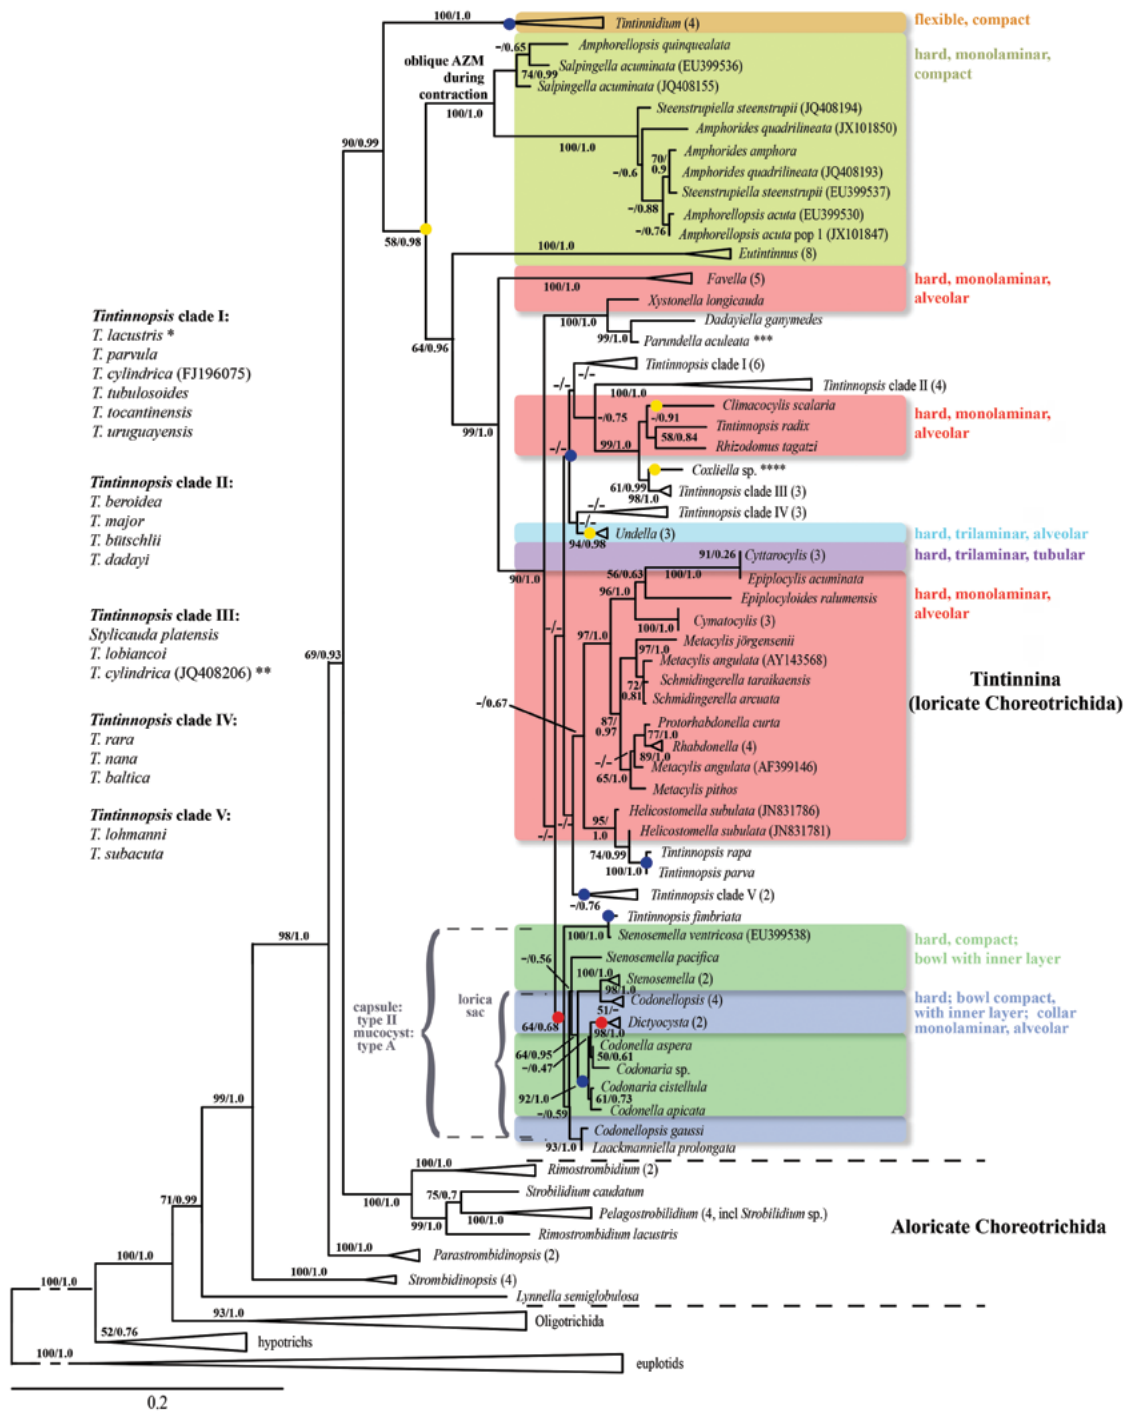 100/1.0
Tintinnidium (4)
flexible, compact
–/0.65
Amphorellopsis quinquealata
hard, monolaminar,
compact
oblique AZM
during
contraction
Salpingella acuminata (EU399536)
74/0.99
Salpingella acuminata (JQ408155)
100/1.0
Steenstrupiella steenstrupii (JQ408194)
Amphorides quadrilineata (JX101850)
90/0.99
100/1.0
70/
0.9
Amphorides amphora
–/0.6
Amphorides quadrilineata (JQ408193)
Steenstrupiella steenstrupii (EU399537)
–/0.88
Amphorellopsis acuta (EU399530)
–/0.76
Amphorellopsis acuta pop 1 (JX101847)
58/0.98
100/1.0
Eutintinnus (8)
100/1.0
Favella (5)
hard, monolaminar,
alveolar
Xystonella longicauda
100/1.0
Dadayiella ganymedes
99/1.0
Parundella aculeata ***
64/0.96
Tintinnopsis clade I (6)
–/–
100/1.0
Tintinnopsis clade II (4)
Climacocylis scalaria
hard, monolaminar,
alveolar
–/0.75
–/0.91
Tintinnopsis radix
99/1.0
58/0.84
Rhizodomus tagatzi
99/1.0
–/–
Coxliella sp. ****
61/0.99
Tintinnopsis clade III (3)
98/1.0
–/–
Tintinnopsis clade IV (3)
–/–
Undella (3)
hard, trilaminar, alveolar
94/0.98
91/0.26
Cyttarocylis (3)
hard, trilaminar, tubular
90/1.0
56/0.63
100/1.0
Epiplocylis acuminata
96/1.0
Epiplocyloides ralumensis
hard, monolaminar,
alveolar
100/1.0
Cymatocylis (3)
–/–
97/1.0
Metacylis jörgensenii
97/1.0
Metacylis angulata (AY143568)
72/
0.81
Schmidingerella taraikaensis
Schmidingerella arcuata
–/0.67
87/
0.97
Protorhabdonella curta
77/1.0
Rhabdonella (4)
89/1.0
–/–
Metacylis angulata (AF399146)
65/1.0
Metacylis pithos
Helicostomella subulata (JN831786)
95/
1.0
Helicostomella subulata (JN831781)
–/–
–/–
74/0.99
Tintinnopsis rapa
100/1.0
Tintinnopsis parva
Tintinnopsis clade V (2)
–/0.76
Tintinnopsis fimbriata
100/1.0
Stenosemella ventricosa (EU399538)
hard, compact;
bowl with inner layer
–/0.56
Stenosemella pacifica
100/1.0
Stenosemella (2)
98/1.0
Codonellopsis (4)
hard; bowl compact,
with inner layer; collar
monolaminar, alveolar
51/–
Dictyocysta (2)
64/0.68
98/1.0
64/0.95
Codonella aspera
50/0.61
–/0.47
Codonaria sp.
92/1.0
Codonaria cistellula
61/0.73
–/0.59
Codonella apicata
Codonellopsis gaussi
93/1.0
Laackmanniella prolongata
capsule:
type II
mucocyst:
type A
lorica
sac
Tintinnina
(loricate Choreotrichida)
Tintinnopsis clade I:
T. lacustris *
T. parvula
T. cylindrica (FJ196075)
T. tubulosoides
T. tocantinensis
T. uruguayensis
Tintinnopsis clade II:
T. beroidea
T. major
T. bütschlii
T. dadayi
Tintinnopsis clade III:
Stylicauda platensis
T. lobiancoi
T. cylindrica (JQ408206) **
Tintinnopsis clade IV:
T. rara
T. nana
T. baltica
Tintinnopsis clade V:
T. lohmanni
T. subacuta
69/0.93
98/1.0
99/1.0
100/1.0
Rimostrombidium (2)
100/1.0
75/0.7
Strobilidium caudatum
100/1.0
Pelagostrobilidium (4, incl Strobilidium sp.)
99/1.0
Rimostrombidium lacustris
Aloricate Choreotrichida
71/0.99
100/1.0
Parastrombidinopsis (2)
100/1.0
100/1.0
Strombidinopsis (4)
100/1.0
Lynnella semiglobulosa
93/1.0
Oligotrichida
52/0.76
hypotrichs
100/1.0
euplotids
0.2